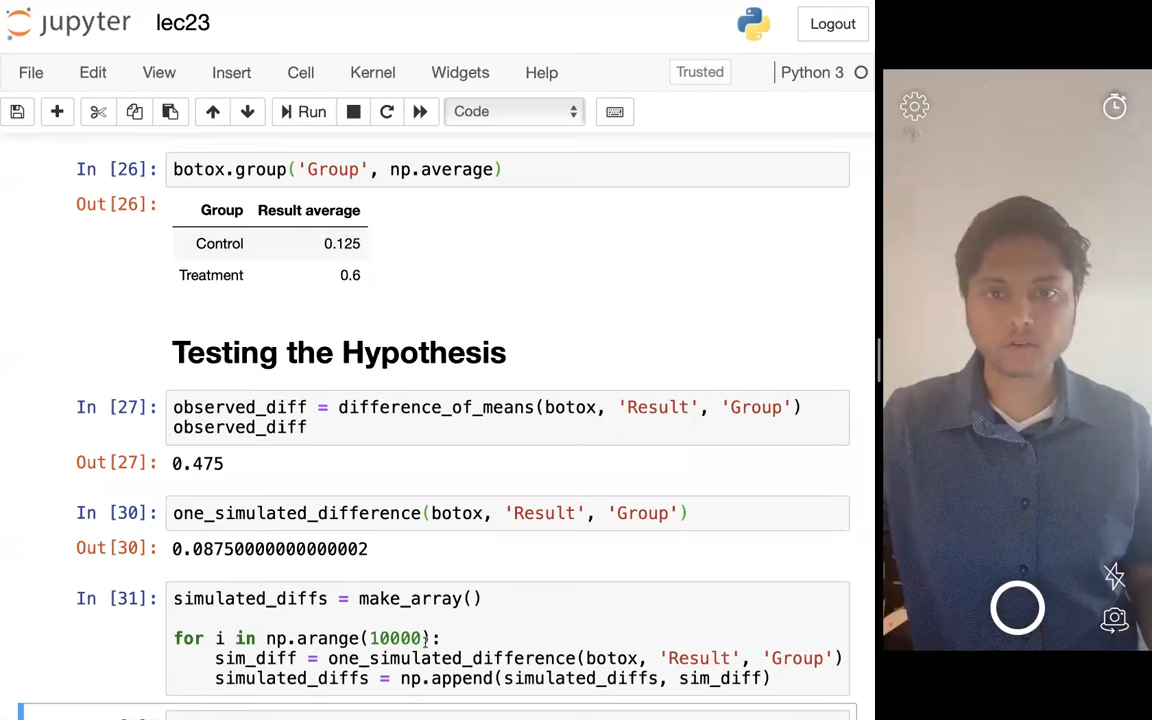 jupyter lec23
Logout
File Edit View Insert Cell Kernel Widgets Help Trusted Python 3
Run Code
In [26]: botox.group('Group', np.average)
Out[26]:
Group Result average
Control 0.125
Treatment 0.6
Testing the Hypothesis
In [27]: observed_diff = difference_of_means(botox, 'Result', 'Group')
observed_diff
Out[27]: 0.475
In [30]: one_simulated_difference(botox, 'Result', 'Group')
Out[30]: 0.08750000000000002
In [31]: simulated_diffs = make_array()
for i in np.arange(10000):
sim_diff = one_simulated_difference(botox, 'Result', 'Group')
simulated_diffs = np.append(simulated_diffs, sim_diff)